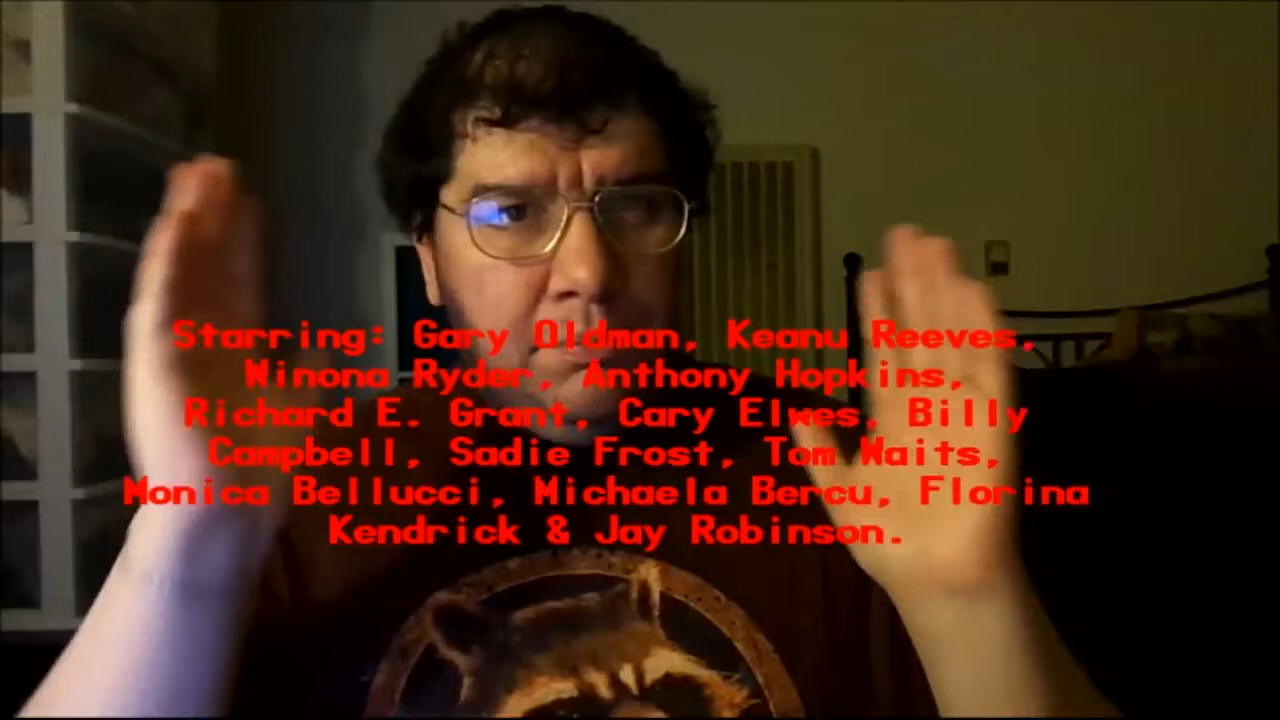 Starring: Gary Oldman, Keanu Reeves,
Winona Ryder, Anthony Hopkins,
Richard E. Grant, Cary Elwes, Billy
Campbell, Sadie Frost, Tom Waits,
Monica Bellucci, Michaela Bercu, Florina
Kendrick & Jay Robinson.